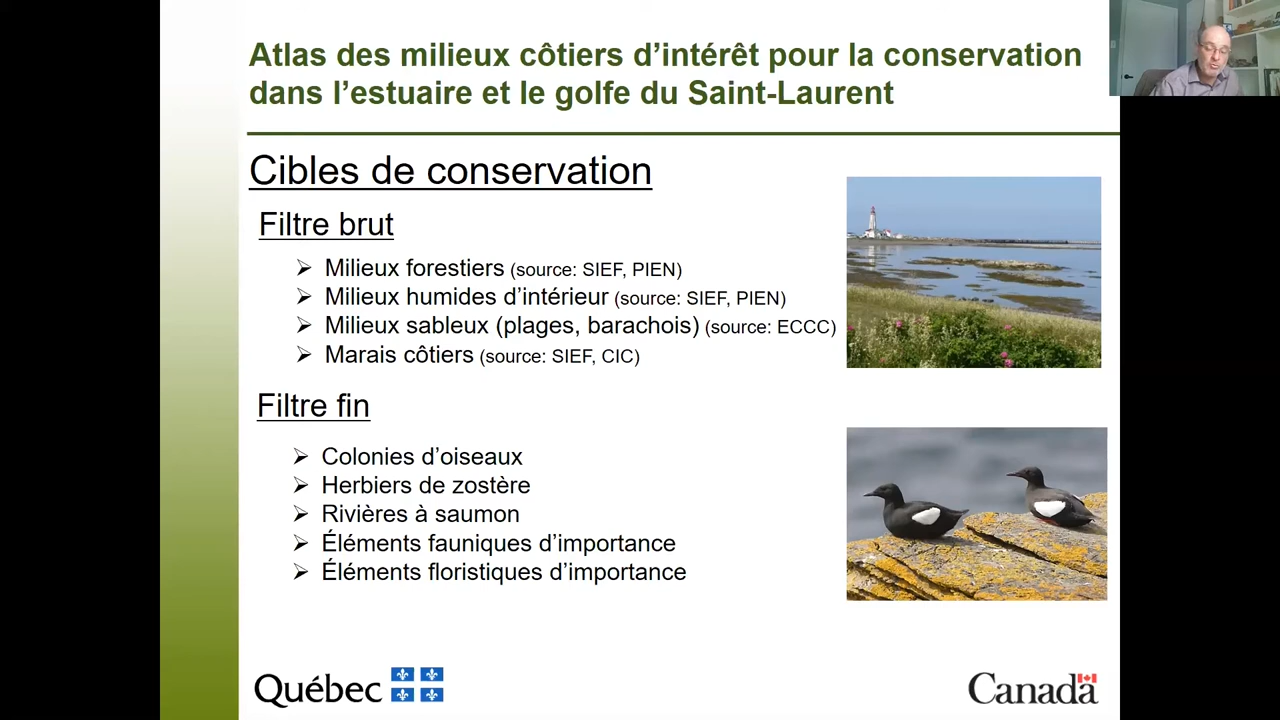 Atlas des milieux côtiers d’intérêt pour la conservation
dans l’estuaire et le golfe du Saint-Laurent
Cibles de conservation
Filtre brut
Milieux forestiers (source: SIEF, PIEN)
Milieux humides d’intérieur (source: SIEF, PIEN)
Milieux sableux (plages, barachois) (source: ECCC)
Marais côtiers (source: SIEF, CIC)
Filtre fin
Colonies d’oiseaux
Herbiers de zostère
Rivières à saumon
Éléments fauniques d’importance
Éléments floristiques d’importance
Québec
Canada